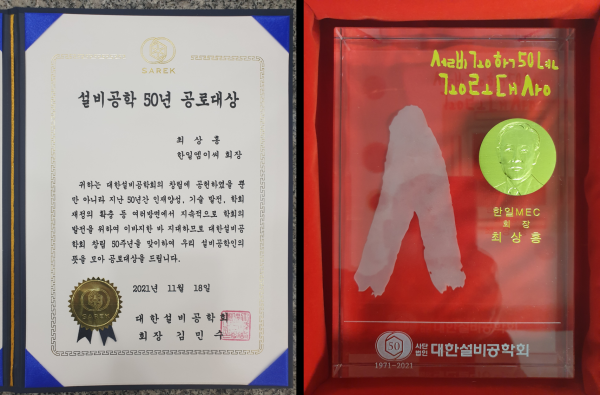 SAREK
설비공학 50년 공로대상
최 상 홍
한일엠이씨 회장
귀하는 대한설비공학회의 창립에 공헌하였을 뿐
만 아니라 지난 50년간 인재양성, 기술 발전, 학회
재정의 확충 등 여러방면에서 지속적으로 학회의
발전을 위하여 이바지한 바 지대하므로 대한설비공
학회 창립 50주년을 맞이하여 우리 설비공학인의
뜻을 모아 공로대상을 드립니다.
2021년 11월 18일
대한설비공학회
회장 김민수
SAREK
설비공학50년
공로대상
한일MEC
회 장
최 상 홍
50
사단
법인
대한설비공학회
1971-2021